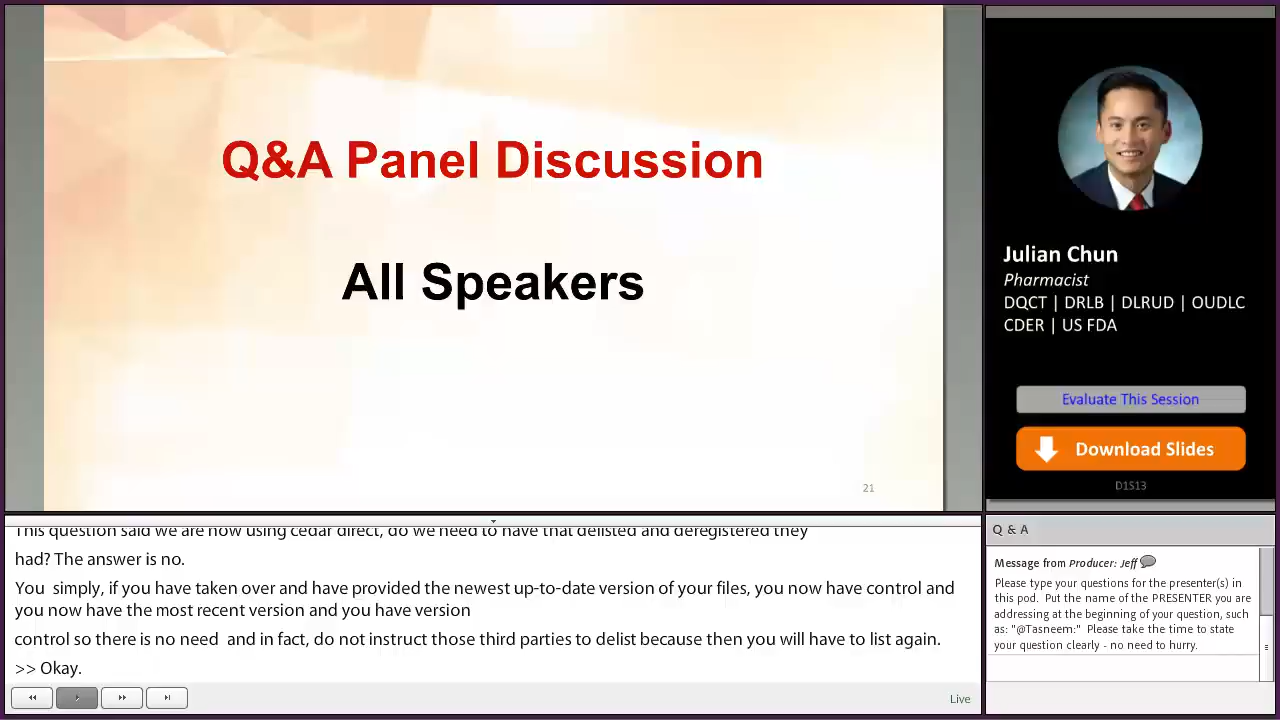 Q&A Panel Discussion
All Speakers
21
Julian Chun
Pharmacist
DQCT | DRLB | DLRUD | OUDLC
CDER | US FDA
Evaluate This Session
Download Slides
D1S13
This question said we are now using cedar direct, do we need to have that delisted and deregistered they
had? The answer is no.
You  simply, if you have taken over and have provided the newest up-to-date version of your files, you now have control and
you now have the most recent version and you have version
control so there is no need  and in fact, do not instruct those third parties to delist because then you will have to list again.
>> Okay.
Live
Q & A
Message from Producer: Jeff
Please type your questions for the presenter(s) in
this pod.  Put the name of the PRESENTER you are
addressing at the beginning of your question, such
as: "@Tasneem:"  Please take the time to state
your question clearly - no need to hurry.